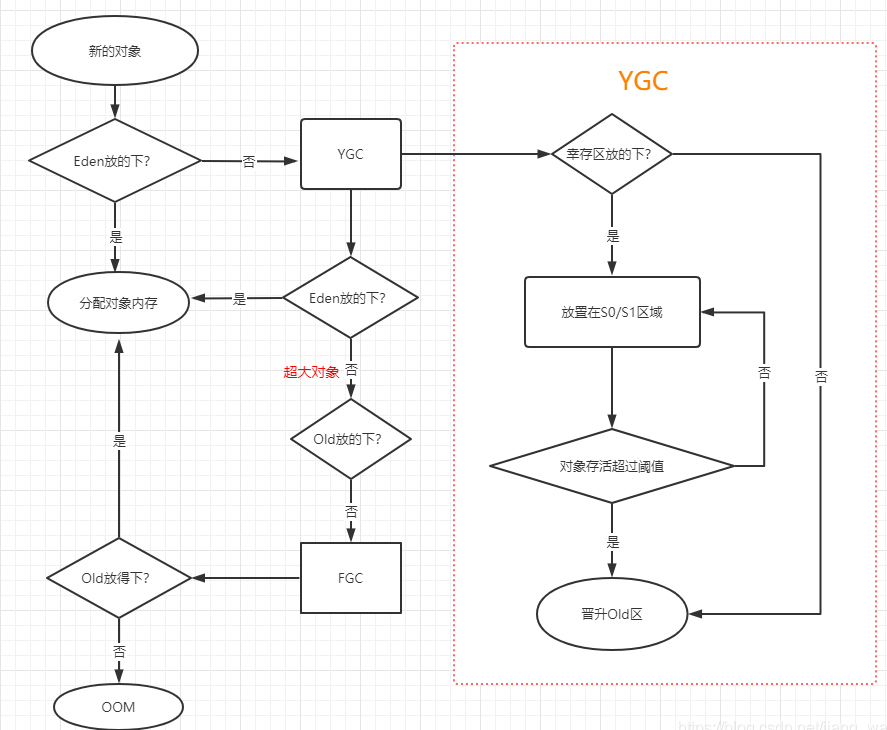 新的对象
Eden放的下？
否
YGC
是
分配对象内存
是
Eden放的下？
超大对象
否
Old放的下？
否
是
Old放得下？
FGC
否
OOM
YGC
幸存区放的下？
是
放置在S0/S1区域
否
否
对象存活超过阈值
是
晋升Old区
https://blog.csdn.net/jiang_wa